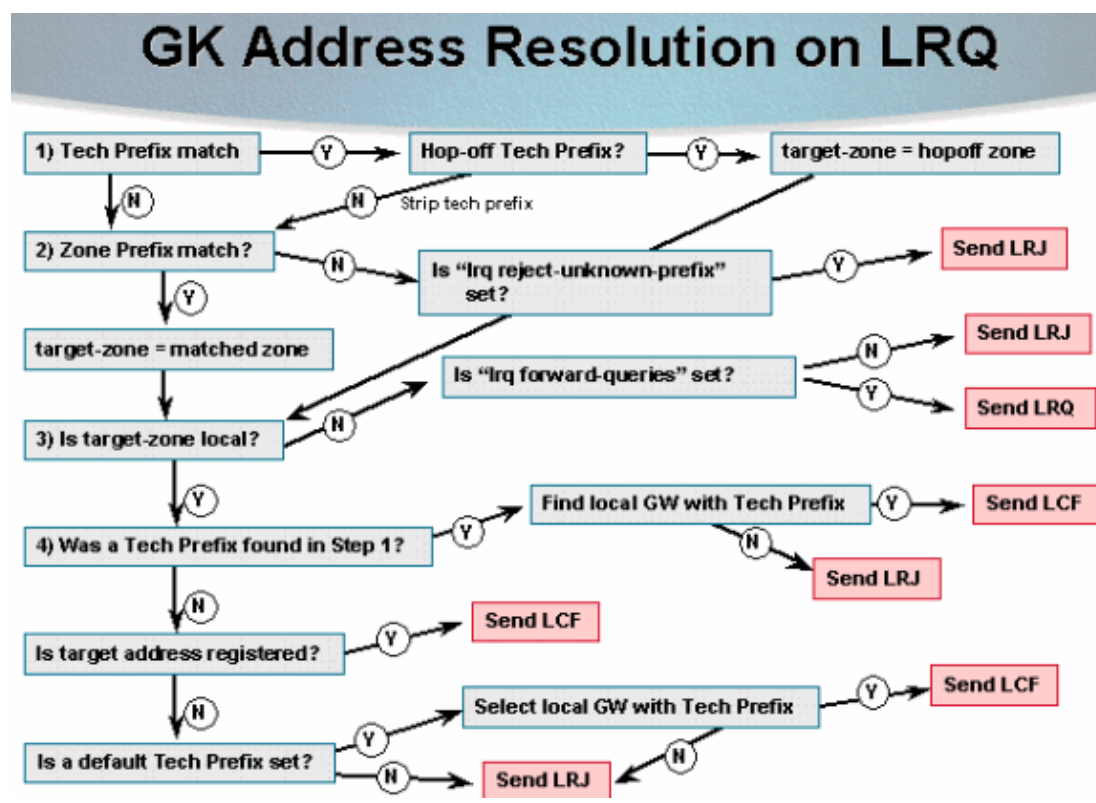 GK Address Resolution on LRQ
1) Tech Prefix match
Y
Hop-off Tech Prefix?
Y
target-zone = hopoff zone
N
N
Strip tech prefix
2) Zone Prefix match?
N
Is “lrq reject-unknown-prefix”
set?
Y
Send LRJ
Y
target-zone = matched zone
Is “lrq forward-queries” set?
N
Send LRJ
Y
Send LRQ
3) Is target-zone local?
N
Y
4) Was a Tech Prefix found in Step 1?
Y
Find local GW with Tech Prefix
Y
Send LCF
N
Send LRJ
N
Is target address registered?
Y
Send LCF
N
Is a default Tech Prefix set?
Y
Select local GW with Tech Prefix
Y
Send LCF
N
N
Send LRJ